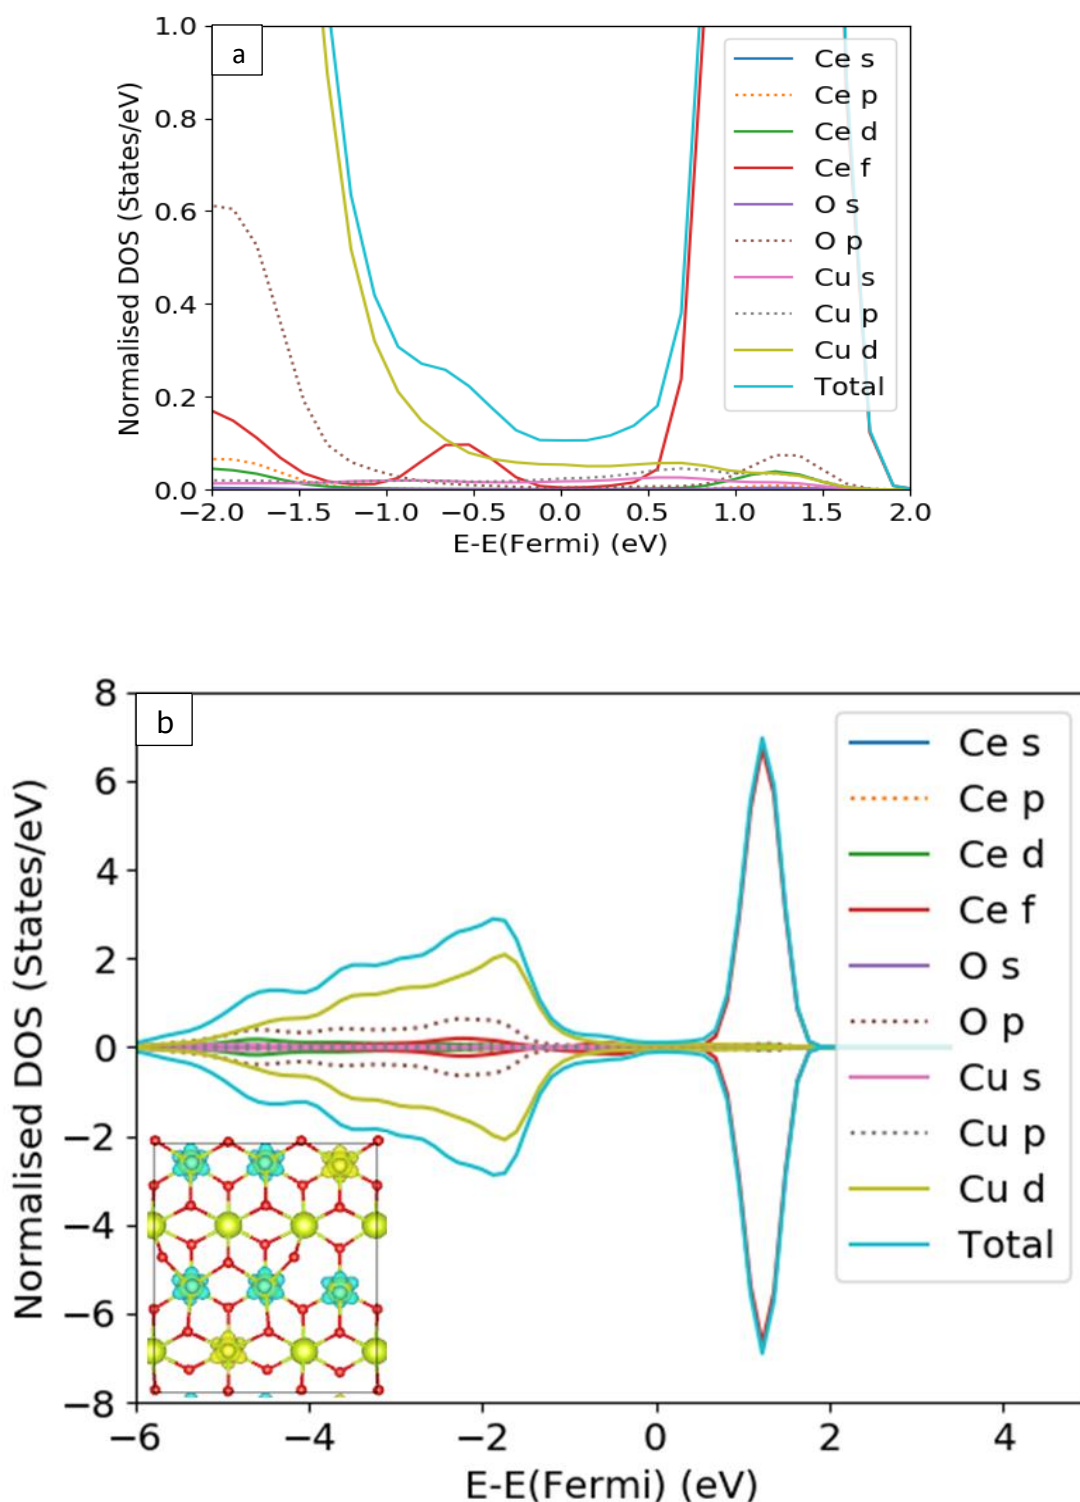 a
1.0
0.8
0.6
0.4
0.2
0.0
Normalised DOS (States/eV)
Ce s
Ce p
Ce d
Ce f
O s
O p
Cu s
Cu p
Cu d
Total
−2.0 −1.5 −1.0 −0.5 0.0 0.5 1.0 1.5 2.0
E-E(Fermi) (eV)
b
8
6
4
2
0
−2
−4
−6
−8
Normalised DOS (States/eV)
Ce s
Ce p
Ce d
Ce f
O s
O p
Cu s
Cu p
Cu d
Total
−6 −4 −2 0 2 4
E-E(Fermi) (eV)